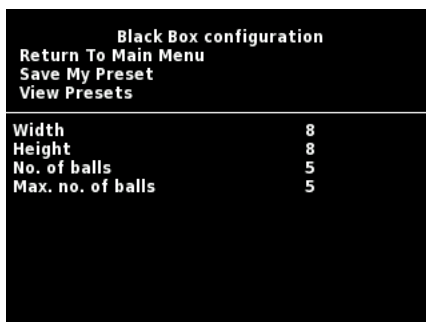 Black Box configuration
Return To Main Menu
Save My Preset
View Presets
Width 8
Height 8
No. of balls 5
Max. no. of balls 5